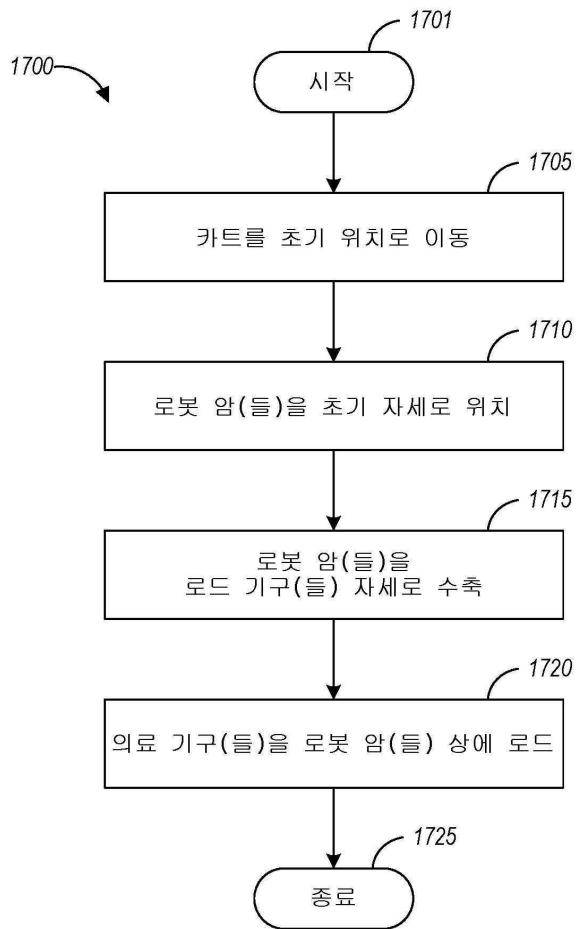 1701
1700
시작
1705
카트를 초기 위치로 이동
1710
로봇 암(들)을 초기 자세로 위치
1715
로봇 암(들)을
로드 기구(들) 자세로 수축
1720
의료 기구(들)을 로봇 암(들) 상에 로드
1725
종료